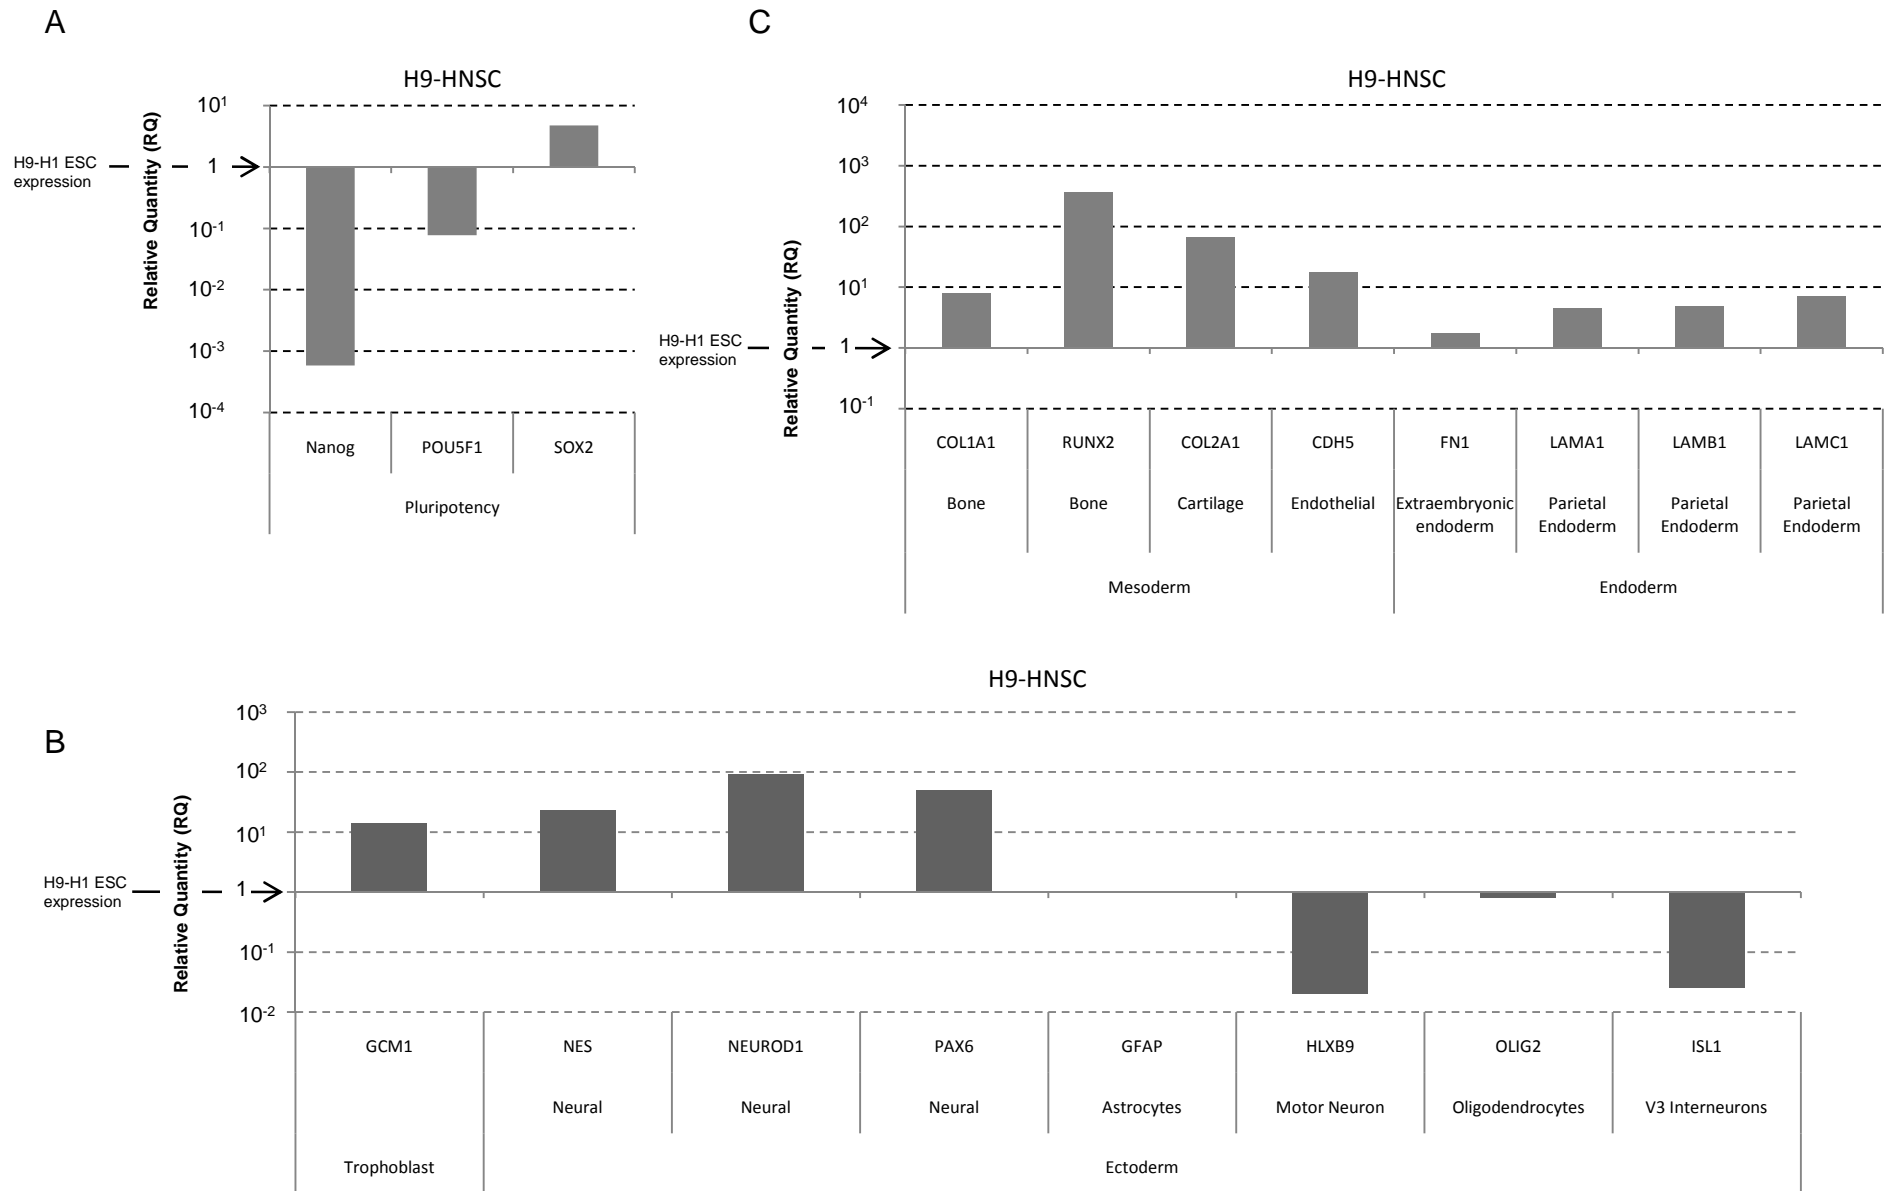 A
H9-HNSC
Relative Quantity (RQ)
10¹
1
10⁻¹
10⁻²
10⁻³
10⁻⁴
H9-H1 ESC
expression
Nanog POU5F1 SOX2
Pluripotency
C
H9-HNSC
Relative Quantity (RQ)
10⁴
10³
10²
10¹
1
10⁻¹
H9-H1 ESC
expression
COL1A1 RUNX2 COL2A1 CDH5 FN1 LAMA1 LAMB1 LAMC1
Bone Bone Cartilage Endothelial Extraembryonic Parietal Parietal Parietal
endoderm Endoderm Endoderm Endoderm
Mesoderm Endoderm
B
H9-HNSC
Relative Quantity (RQ)
10³
10²
10¹
1
10⁻¹
10⁻²
H9-H1 ESC
expression
GCM1 NES NEUROD1 PAX6 GFAP HLXB9 OLIG2 ISL1
Neural Neural Neural Astrocytes Motor Neuron Oligodendrocytes V3 Interneurons
Trophoblast Ectoderm